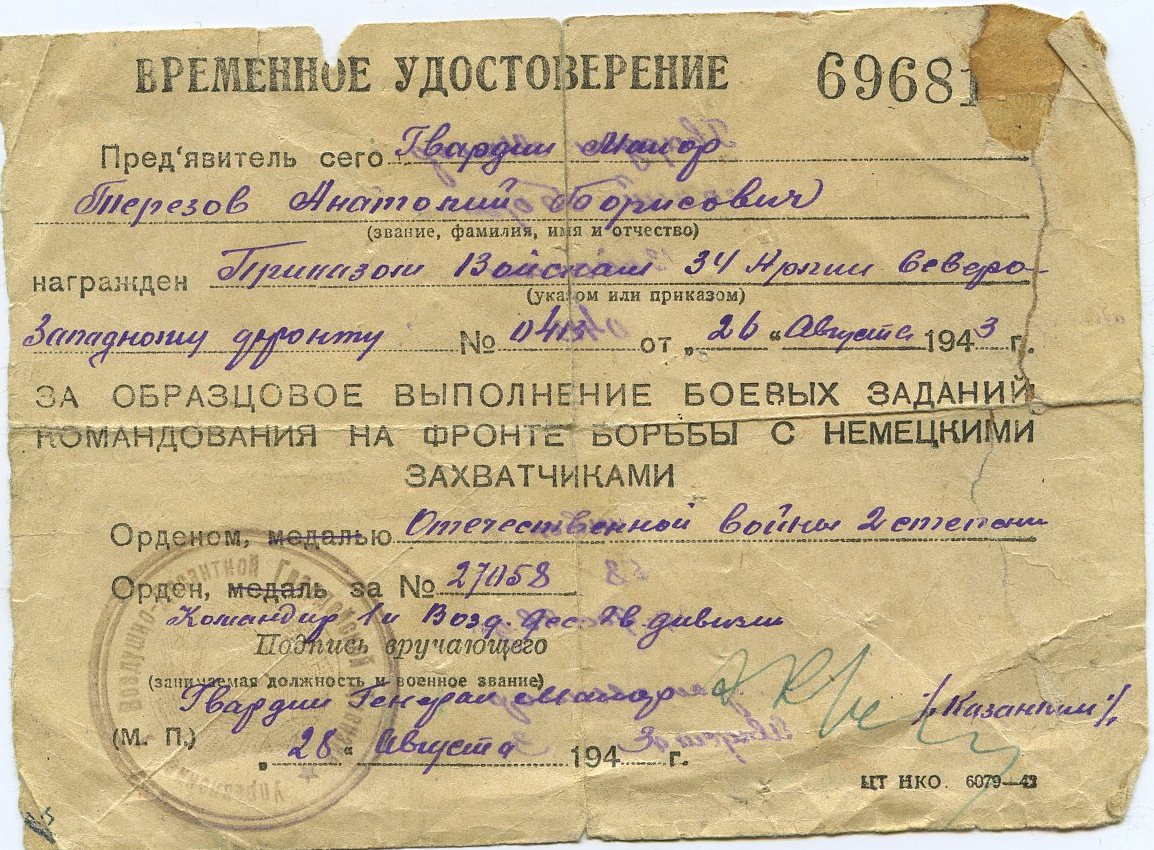 ВРЕМЕННОЕ УДОСТОВЕРЕНИЕ 69681
Пред'явитель сего Гвардии Майор
Терезов Анатолий Борисович
(звание, фамилия, имя и отчество)
награжден Приказом Войскам 34 Армии Северо-
(указом или приказом)
Западному фронту № от „26“ Августа 1943 г.
ЗА ОБРАЗЦОВОЕ ВЫПОЛНЕНИЕ БОЕВЫХ ЗАДАНИЙ
КОМАНДОВАНИЯ НА ФРОНТЕ БОРЬБЫ С НЕМЕЦКИМИ
ЗАХВАТЧИКАМИ
Орденом, медалью Отечественной войны 2 степени
Орден, медаль за № 27058
Командир 1й Возд. Дес. Гв дивизии
Подпись вручающего
(занимаемая должность и военное звание)
Гвардии Генерал Майор /Казанкин/
(М. П.) „28“ Августа 1943 г.
ЦТ НКО. 6079—43